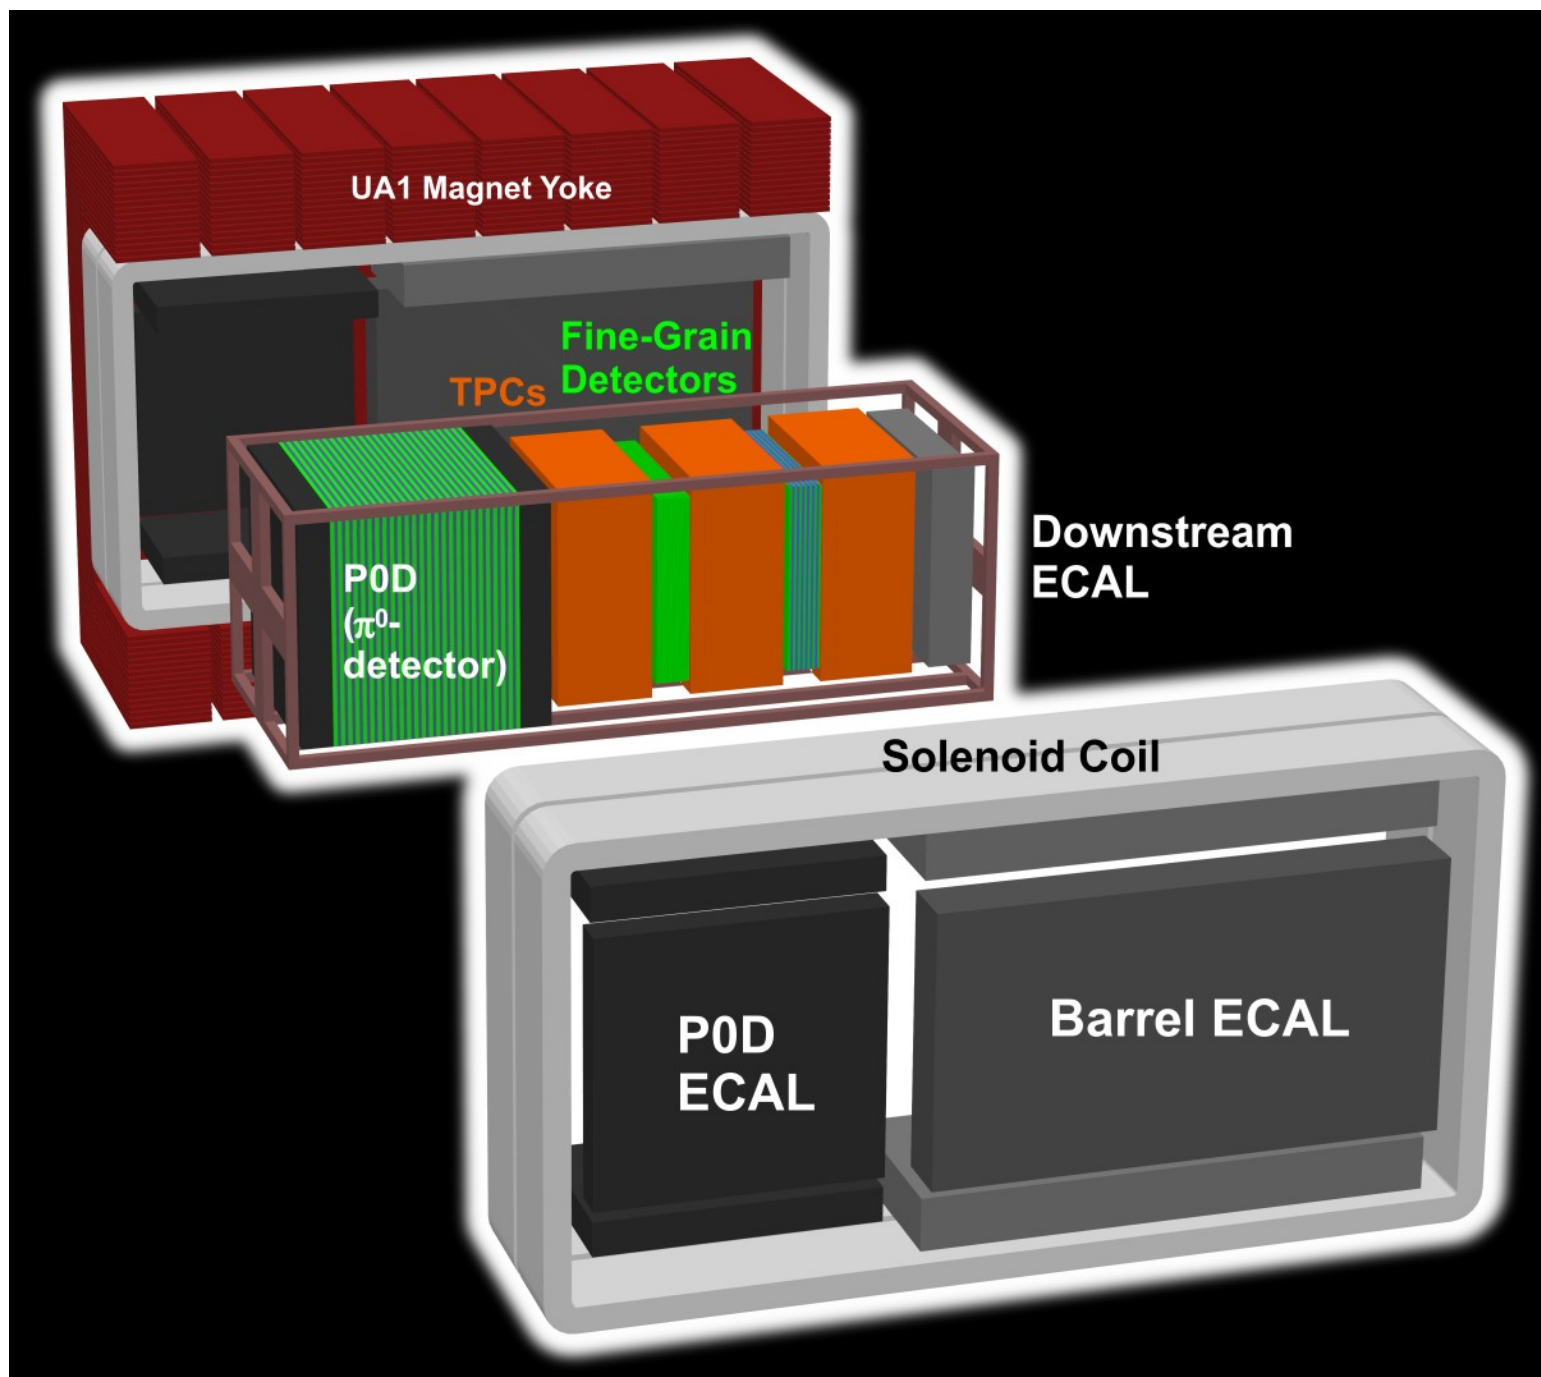 UA1 Magnet Yoke
Fine-Grain
Detectors
TPCs
P0D
(π⁰-
detector)
Downstream
ECAL
Solenoid Coil
P0D
ECAL
Barrel ECAL